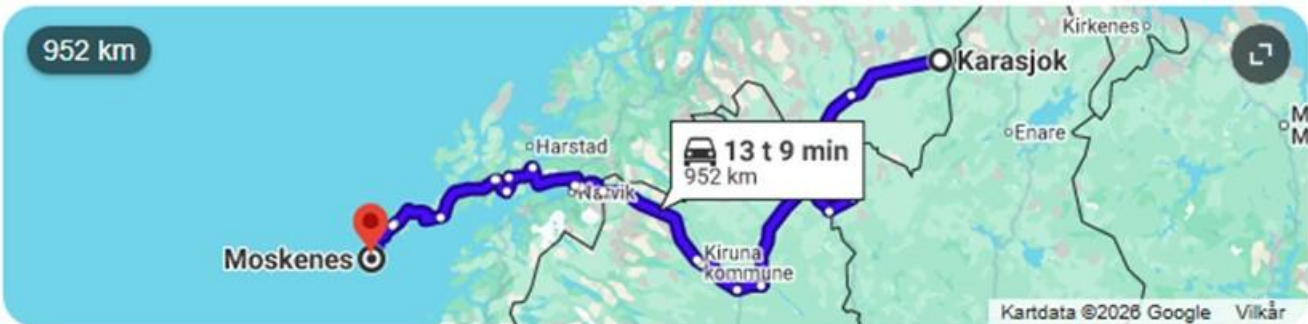 952 km
Kirkenes
Karasjok
M
M
Enare
Harstad
13 t 9 min
952 km
Narvik
Moskenes
Kiruna
kommune
Kartdata ©2026 Google Vilkår